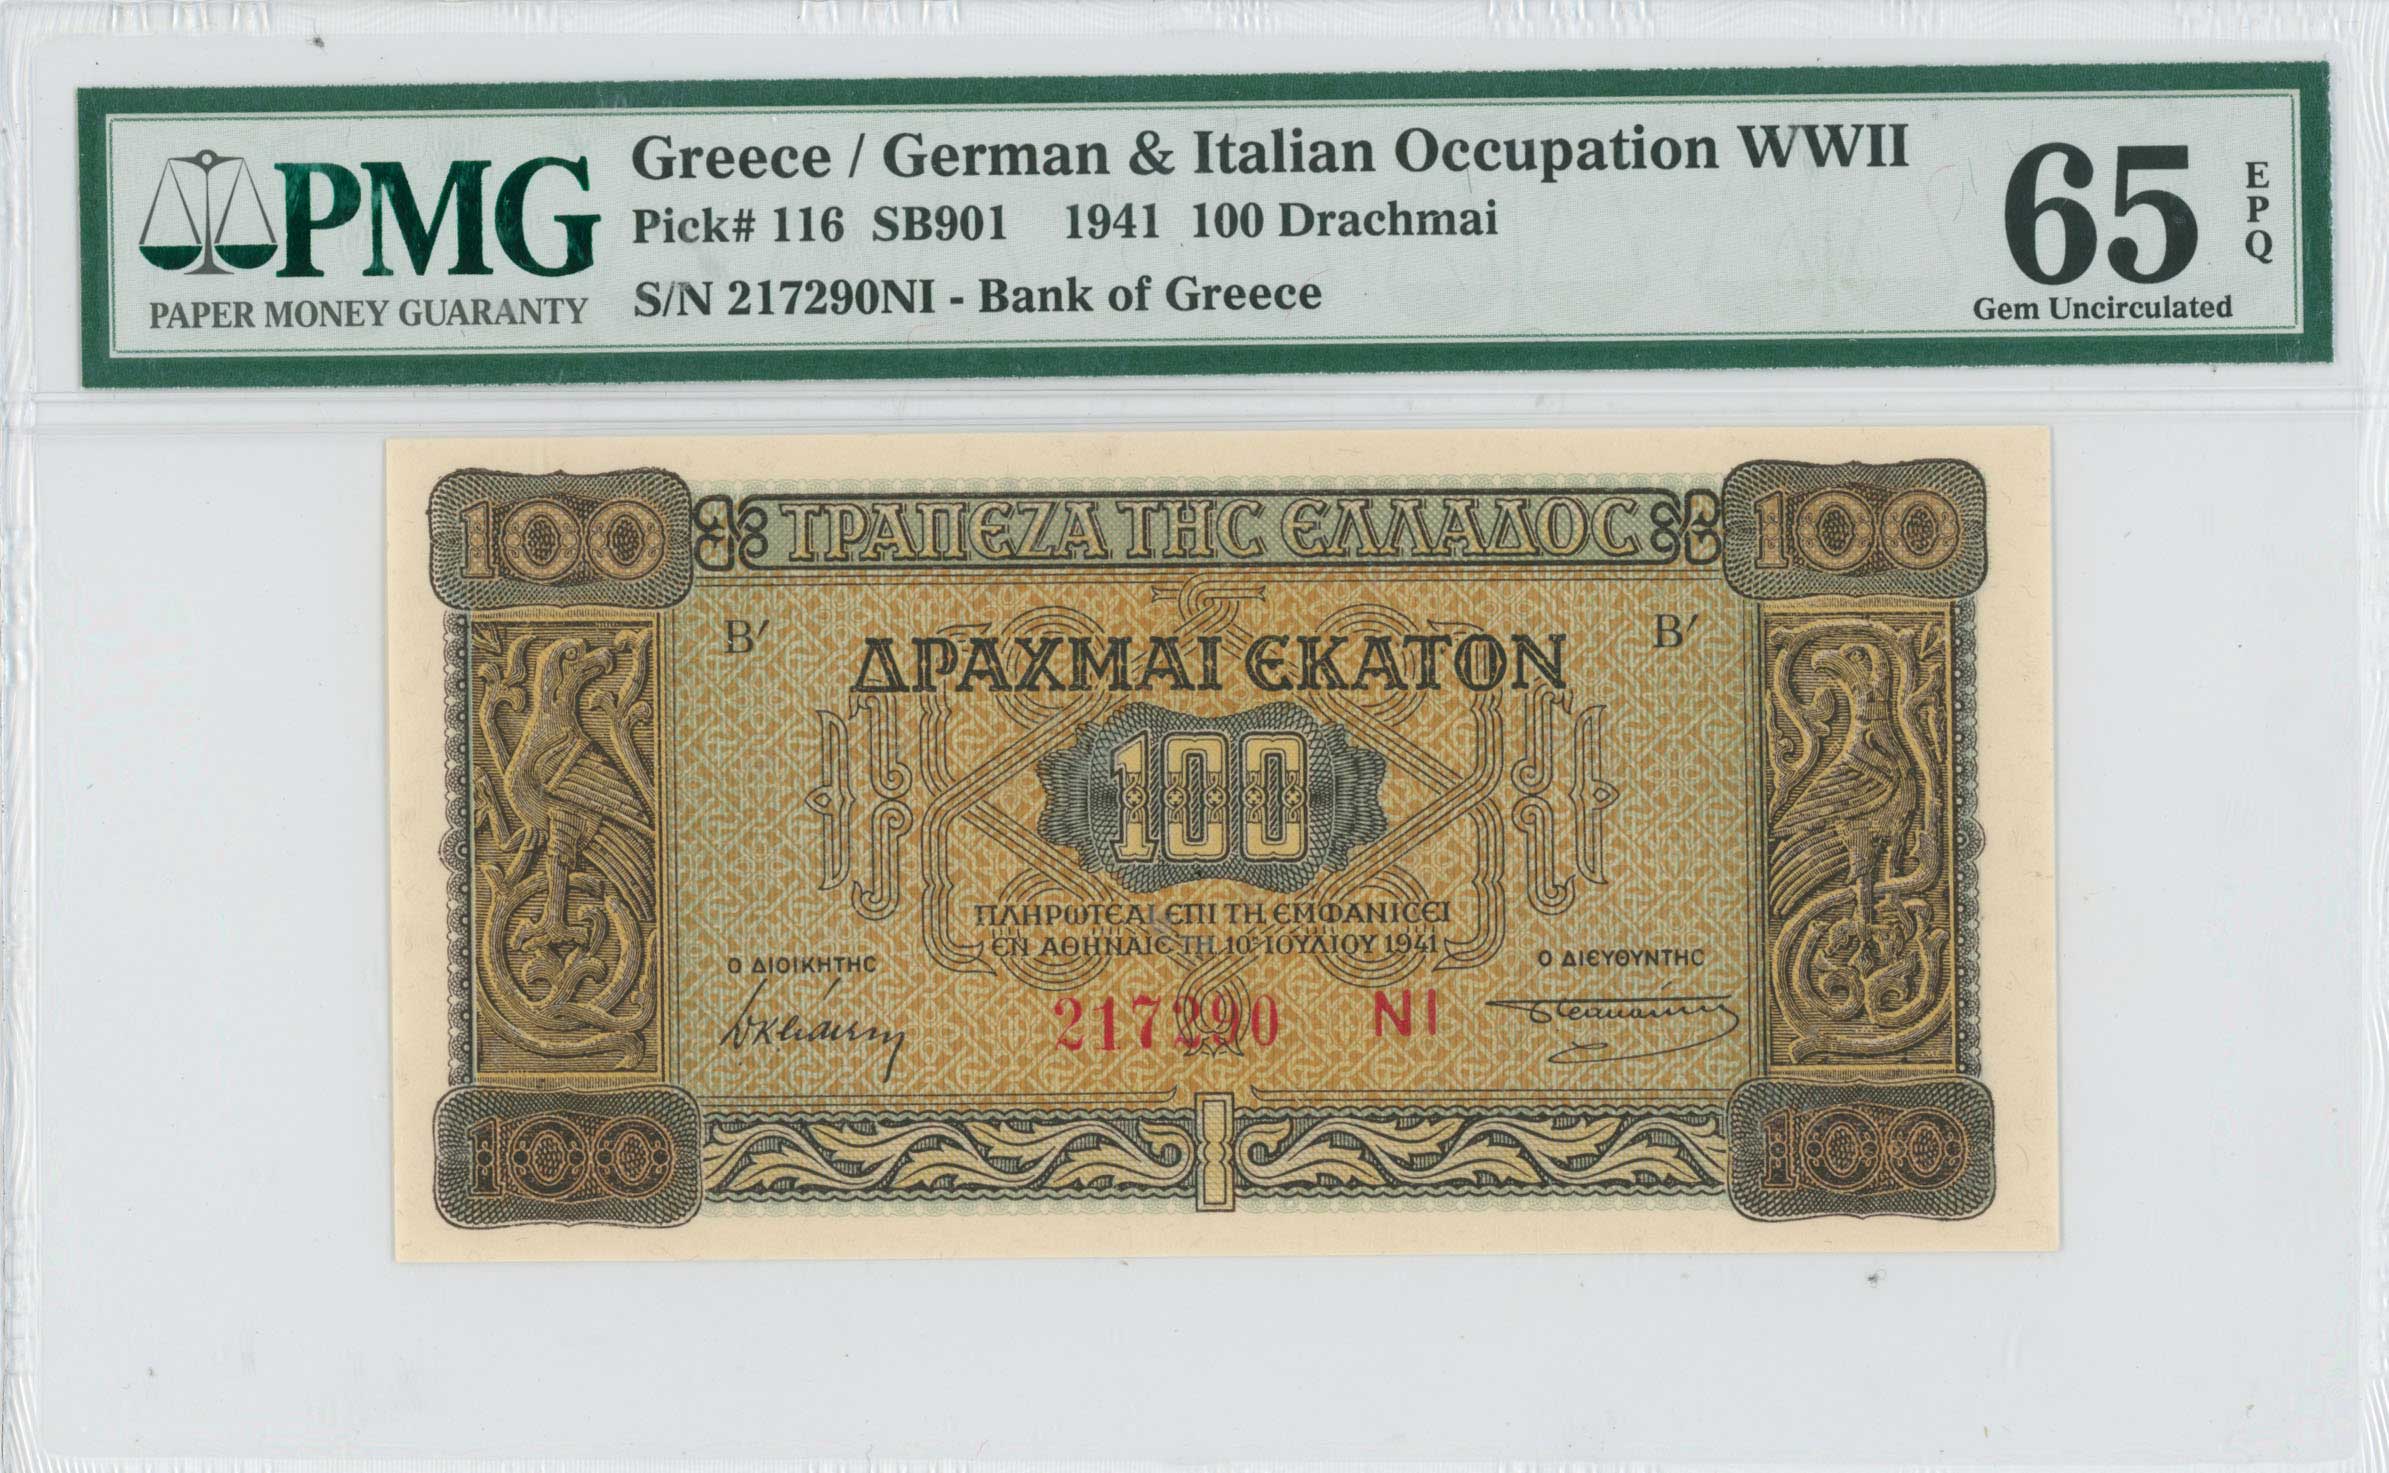 PMG
PAPER MONEY GUARANTY
Greece / German & Italian Occupation WWII
Pick# 116 SB901 1941 100 Drachmai
S/N 217290NI - Bank of Greece
65
EPQ
Gem Uncirculated
100 ΤΡΑΠΕΖΑ ΤΗϹ ΕΛΛΑΔΟϹ 100
Β′ Β′
ΔΡΑΧΜΑΙ ΕΚΑΤΟΝ
100
ΠΛΗΡΩΤΕΑΙ ΕΠΙ ΤΗ ΕΜΦΑΝΙϹΕΙ
ΕΝ ΑΘΗΝΑΙϹ ΤΗ 10ῃ ΙΟΥΛΙΟΥ 1941
Ο ΔΙΟΙΚΗΤΗϹ Ο ΔΙΕΥΘΥΝΤΗϹ
217290 NI
100 100